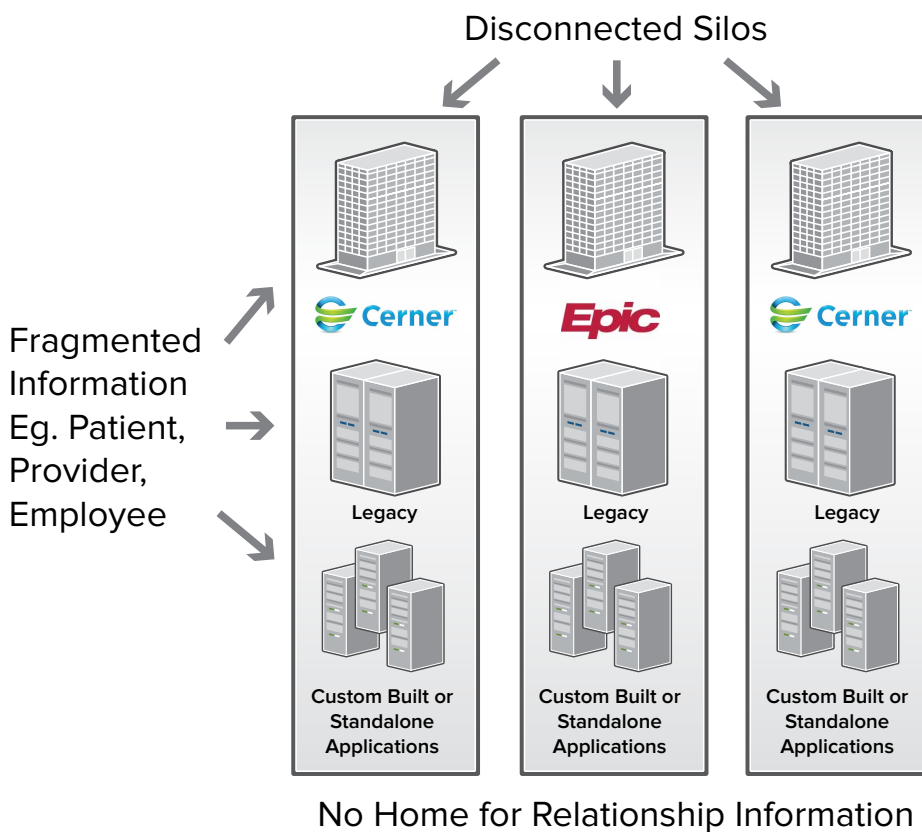 Disconnected Silos
Cerner
Epic
Cerner
Fragmented
Information
Eg. Patient,
Provider,
Employee
Legacy
Legacy
Legacy
Custom Built or
Standalone
Applications
Custom Built or
Standalone
Applications
Custom Built or
Standalone
Applications
No Home for Relationship Information